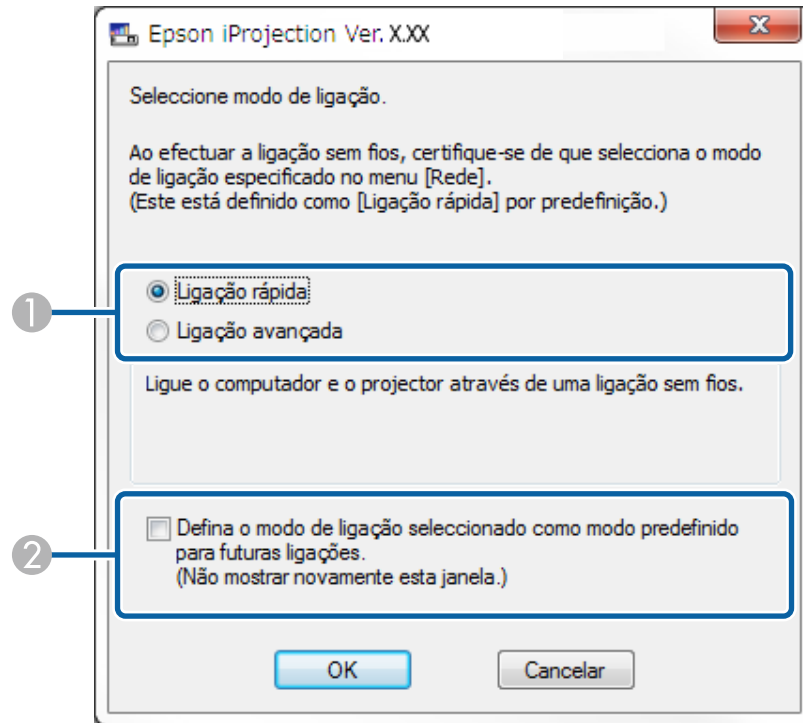 Epson iProjection Ver. X.XX
Seleccione modo de ligação.
Ao efectuar a ligação sem fios, certifique-se de que selecciona o modo
de ligação especificado no menu [Rede].
(Este está definido como [Ligação rápida] por predefinição.)
1
Ligação rápida
Ligação avançada
Ligue o computador e o projector através de uma ligação sem fios.
2
Defina o modo de ligação seleccionado como modo predefinido
para futuras ligações.
(Não mostrar novamente esta janela.)
OK Cancelar